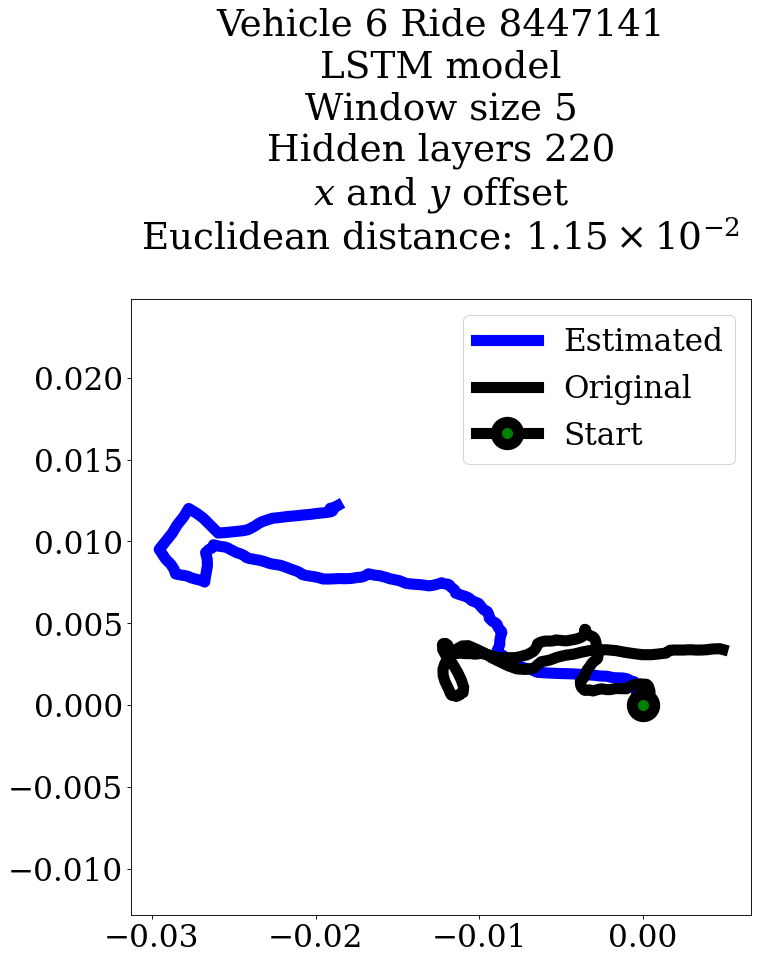 Vehicle 6 Ride 8447141
LSTM model
Window size 5
Hidden layers 220
x and y offset
Euclidean distance: 1.15 × 10⁻²
Estimated
Original
Start
0.020
0.015
0.010
0.005
0.000
−0.005
−0.010
−0.03 −0.02 −0.01 0.00